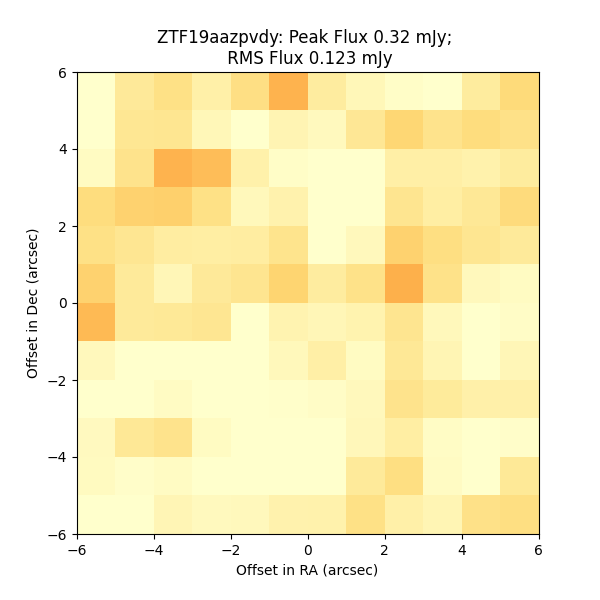 ZTF19aazpvdy: Peak Flux 0.32 mJy;
RMS Flux 0.123 mJy
6
4
2
0
−2
−4
−6
Offset in Dec (arcsec)
−6 −4 −2 0 2 4 6
Offset in RA (arcsec)